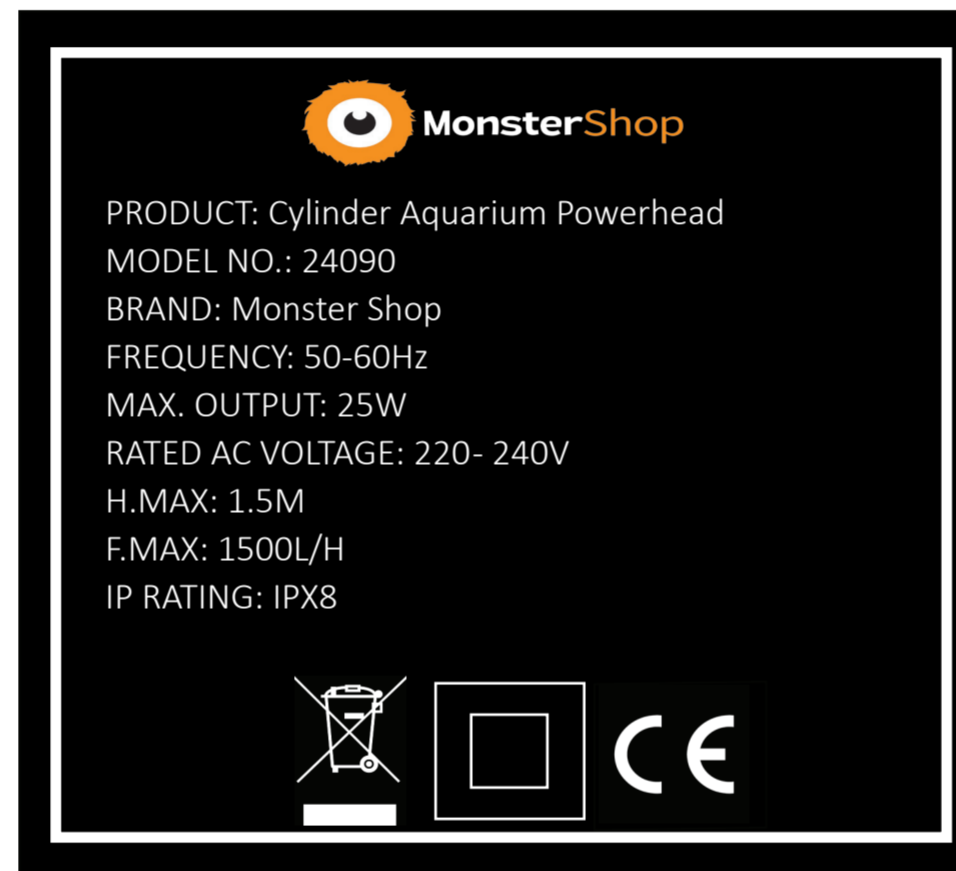 MonsterShop
PRODUCT: Cylinder Aquarium Powerhead
MODEL NO.: 24090
BRAND: Monster Shop
FREQUENCY: 50-60Hz
MAX. OUTPUT: 25W
RATED AC VOLTAGE: 220- 240V
H.MAX: 1.5M
F.MAX: 1500L/H
IP RATING: IPX8
CE